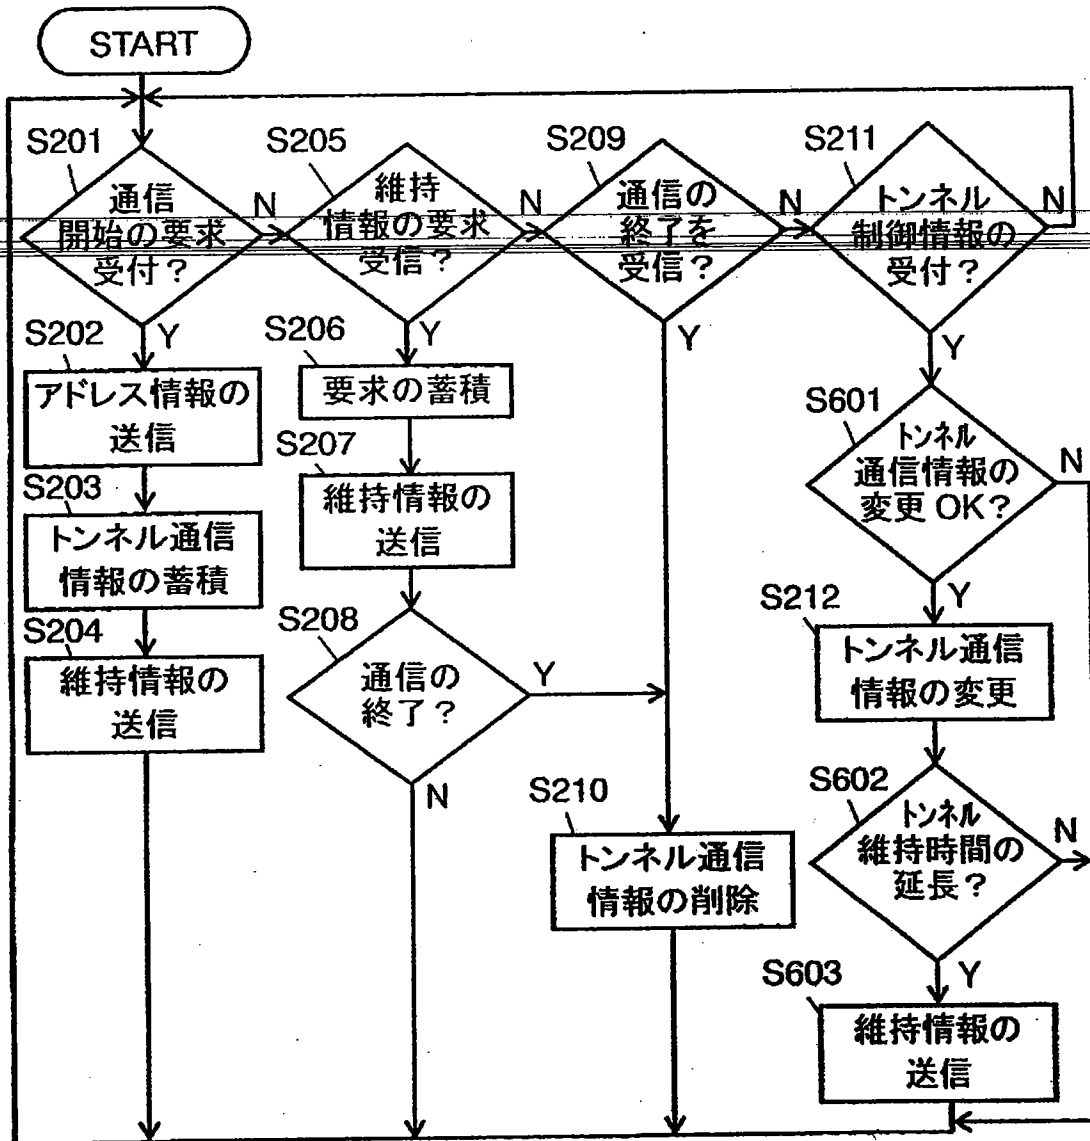 START
S201
通信
開始の要求
受付？
N
Y
S202
アドレス情報の
送信
S203
トンネル通信
情報の蓄積
S204
維持情報の
送信
S205
維持
情報の要求
受信？
N
Y
S206
要求の蓄積
S207
維持情報の
送信
S208
通信の
終了？
Y
N
S209
通信の
終了を
受信？
N
Y
S210
トンネル通信
情報の削除
S211
トンネル
制御情報の
受付？
N
Y
S601
トンネル
通信情報の
変更 OK？
N
Y
S212
トンネル通信
情報の変更
S602
トンネル
維持時間の
延長？
N
Y
S603
維持情報の
送信